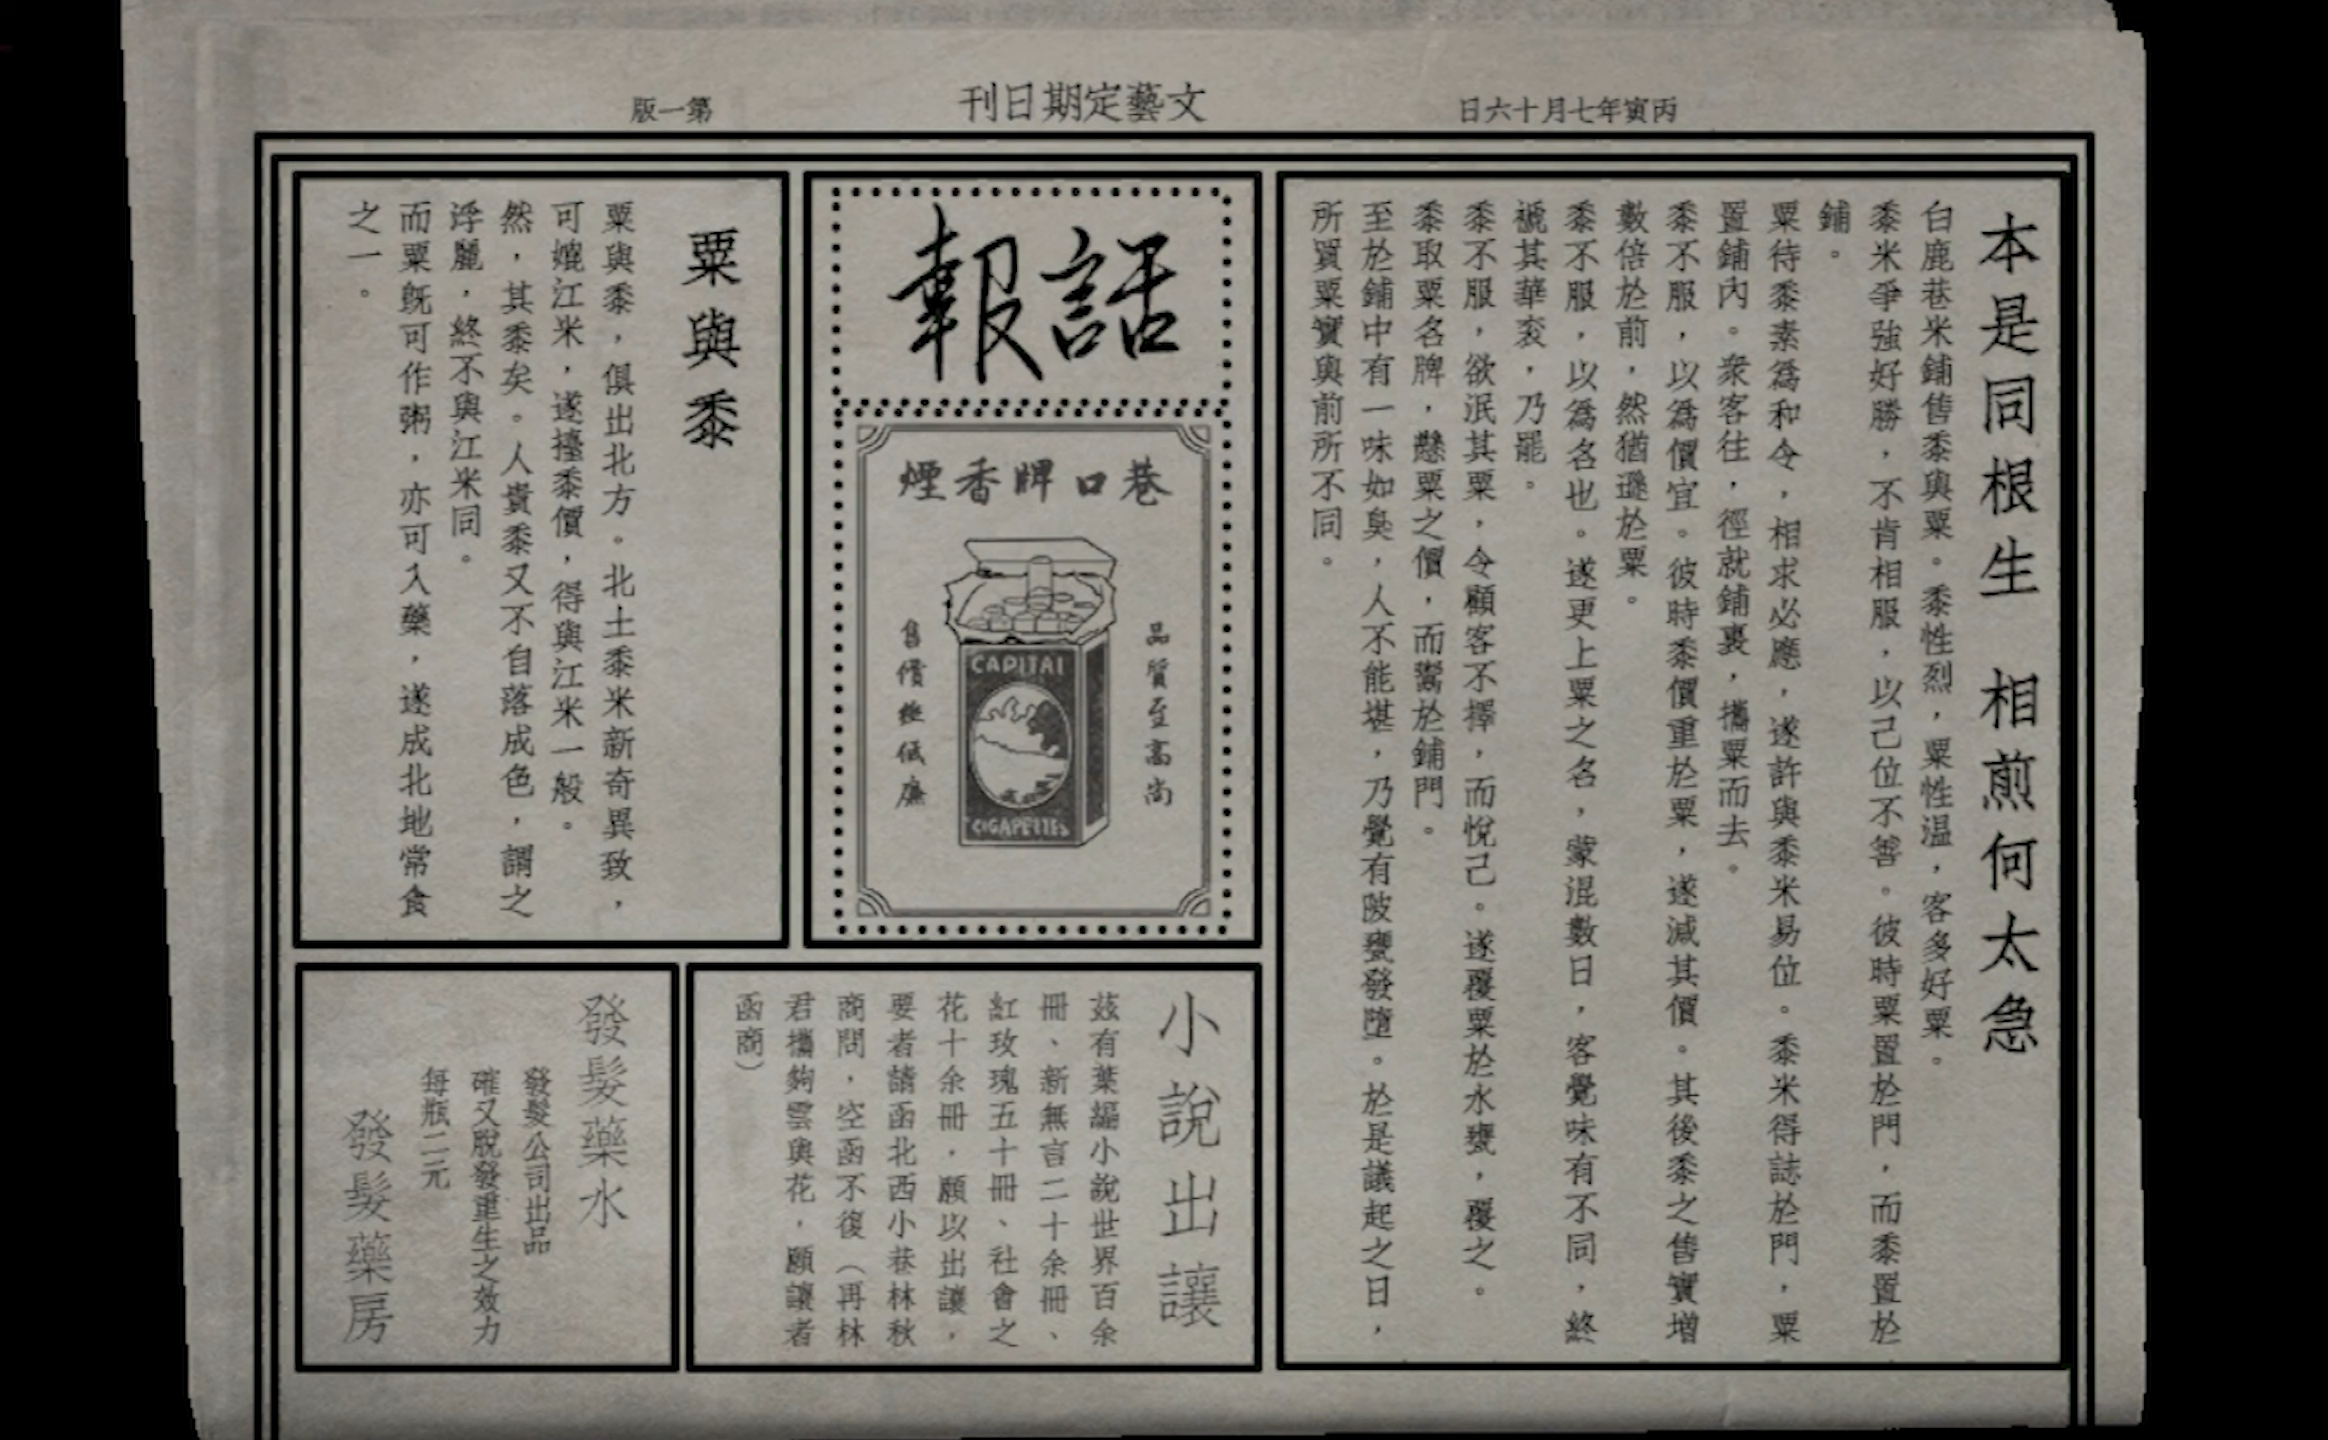 丙寅年七月十六日
文藝定期日刊
第一版
本是同根生 相煎何太急
白鹿巷米鋪售黍與粟。黍性烈，粟性温，客多好粟。
黍米爭強好勝，不肯相服，以己位不善。彼時粟置於門，而黍置於
鋪。
粟待黍素爲和令，相求必應，遂許與黍米易位。黍米得誌於門，粟
置鋪內。衆客往，徑就鋪裏，攜粟而去。
黍不服，以爲價宜。彼時黍價重於粟，遂減其價。其後黍之售實增
數倍於前，然猶遜於粟。
黍不服，以爲名也。遂更上粟之名，蒙混數日，客覺味有不同，終
褫其華衮，乃罷。
黍不服，欲泯其粟，令顧客不擇，而悅己。遂覆粟於水甕，覆之。
黍取粟名牌，懸粟之價，而鬻於鋪門。
至於鋪中有一味如臭，人不能堪，乃覺有陂甕發墮。於是議起之日，
所買粟實與前所不同。
話報
巷口牌香煙
品質至高尚
售價極低廉
CAPITAL
CIGARETTES
粟與黍
粟與黍，俱出北方。北土黍米新奇異致，
可媲江米，遂擡黍價，得與江米一般。
然，其黍矣。人貴黍又不自落成色，謂之
浮麗，終不與江米同。
而粟既可作粥，亦可入藥，遂成北地常食
之一。
小說出讓
茲有葉編小說世界百余
冊、新無言二十余冊、
紅玫瑰五十冊、社會之
花十余冊，願以出讓，
要者請函北西小巷林秋
商問，空函不復（再林
君攜夠雲與花，願讓者
函商）
發髮藥水
發髮公司出品
確又脫發重生之效力
每瓶二元
發髮藥房